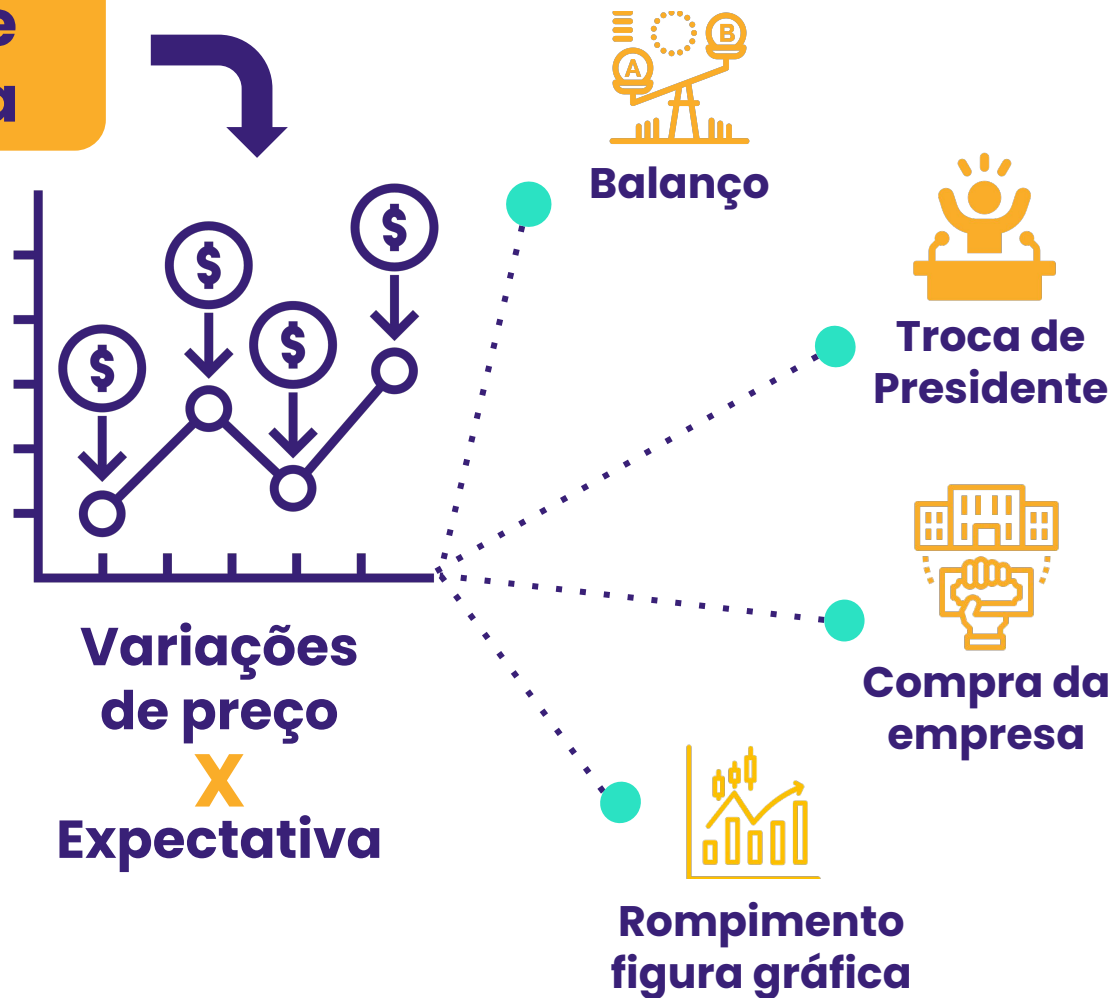 e
a
B
A
Balanço
Troca de
Presidente
$
$
$
$
Variações
de preço
X
Expectativa
Compra da
empresa
Rompimento
figura gráfica